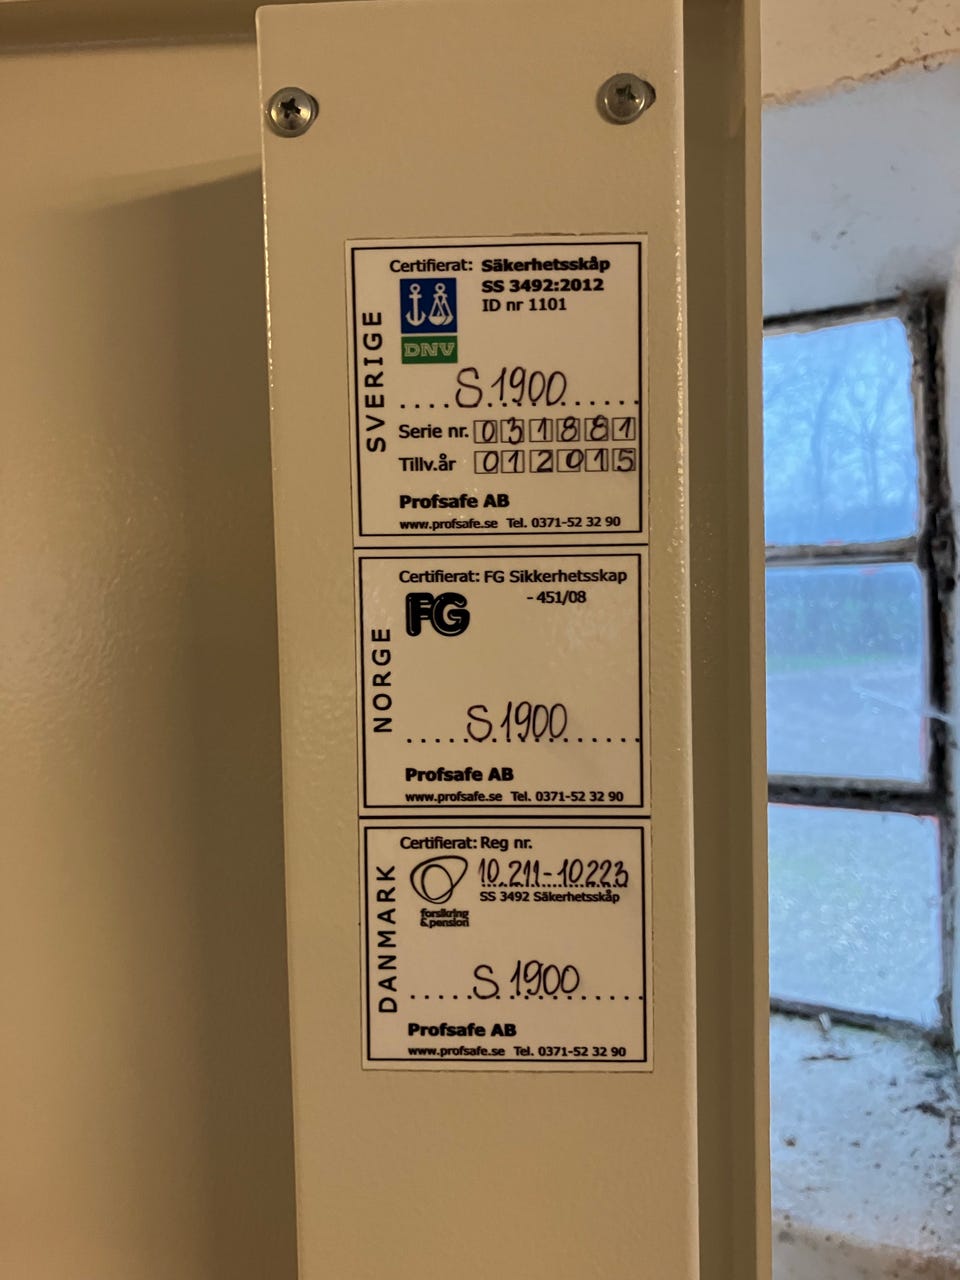 SVERIGE
Certifierat: Säkerhetsskåp
SS 3492:2012
ID nr 1101
DNV
....S.1900......
Serie nr. 031881
Tillv.år 012015
Profsafe AB
www.profsafe.se Tel. 0371-52 32 90
NORGE
Certifierat: FG Sikkerhetsskap
- 451/08
FG
.....S.1900......
Profsafe AB
www.profsafe.se Tel. 0371-52 32 90
DANMARK
Certifierat: Reg nr.
10.211-10223
SS 3492 Säkerhetsskåp
forsikring
&pension
.....S.1900......
Profsafe AB
www.profsafe.se Tel. 0371-52 32 90